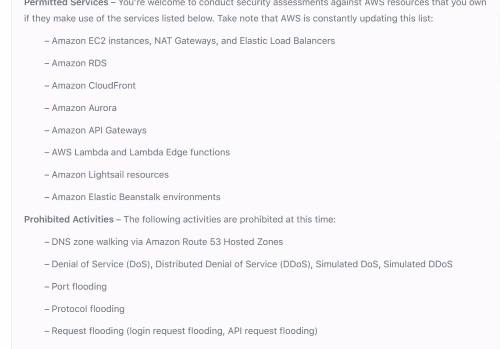 Permitted Services – You're welcome to conduct security assessments against AWS resources that you own
if they make use of the services listed below. Take note that AWS is constantly updating this list:
– Amazon EC2 instances, NAT Gateways, and Elastic Load Balancers
– Amazon RDS
– Amazon CloudFront
– Amazon Aurora
– Amazon API Gateways
– AWS Lambda and Lambda Edge functions
– Amazon Lightsail resources
– Amazon Elastic Beanstalk environments
Prohibited Activities – The following activities are prohibited at this time:
– DNS zone walking via Amazon Route 53 Hosted Zones
– Denial of Service (DoS), Distributed Denial of Service (DDoS), Simulated DoS, Simulated DDoS
– Port flooding
– Protocol flooding
– Request flooding (login request flooding, API request flooding)